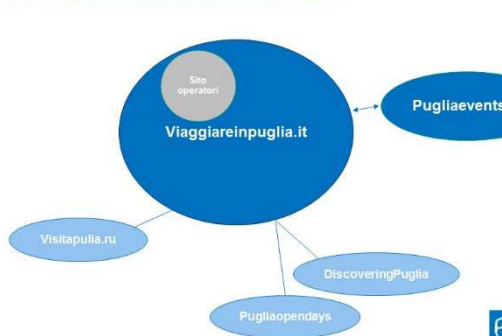 Sito
operatori
Viaggiareinpuglia.it
Pugliaevents
Visitapulia.ru
DiscoveringPuglia
Pugliaopendays